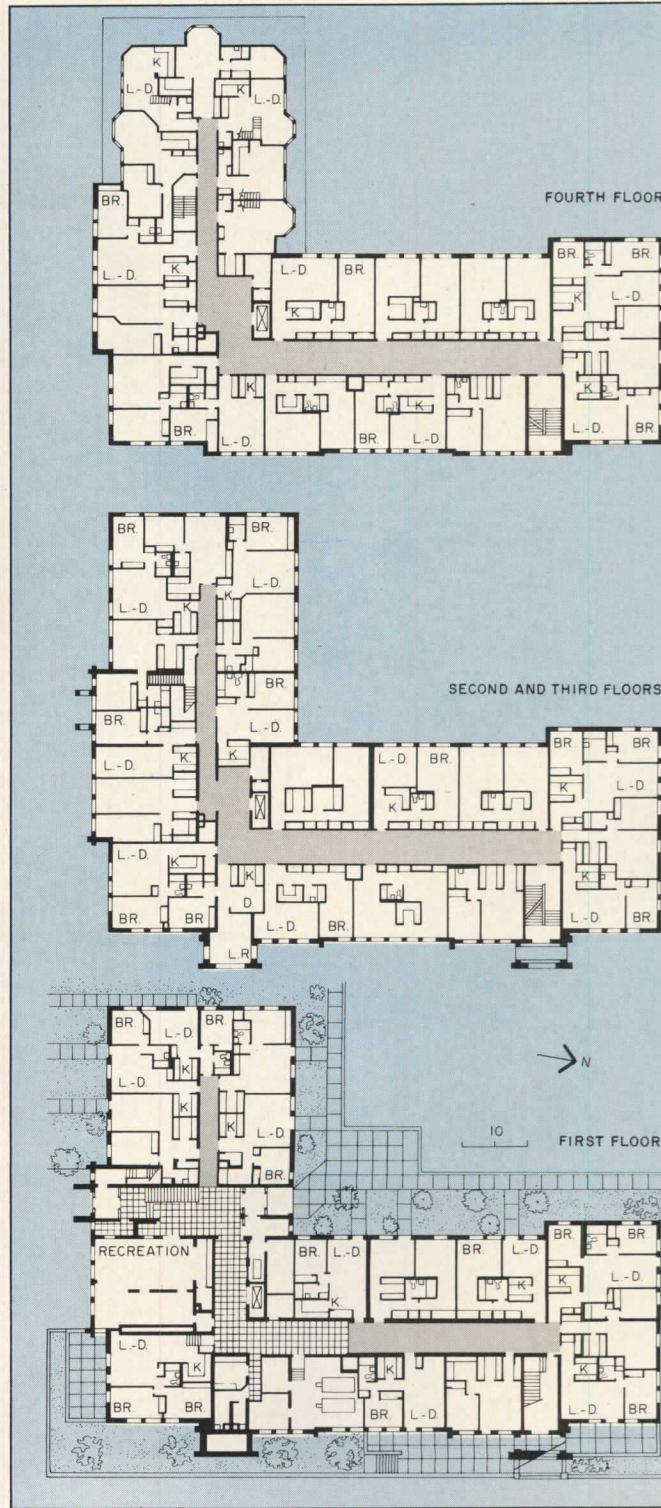 K
L.-D.
L.-D.
FOURTH FLOOR
BR.
L.-D.
K.
L.-D.
BR.
BR.
BR.
K
L.-D.
K
K
K
K
BR.
L.-D.
BR.
L.-D.
L.-D.
BR.
BR.
BR.
L.-D.
L.-D.
K
K
SECOND AND THIRD FLOORS
BR.
BR.
L.-D.
L.-D.
K
K
L.-D.
BR.
BR.
BR.
K
K
L.-D.
L.-D.
K
K
K
D.
BR.
BR
L.-D.
BR.
L.-D.
BR.
L.R
BR.
L.-D.
BR.
L.-D.
K
N
K
K
L.-D.
10
FIRST FLOOR
BR.
RECREATION
BR.
L.-D.
BR.
L.-D.
BR.
BR.
K
L.-D.
K.
K
L.-D.
K
K
K
BR.
BR.
BR.
L.-D.
L.-D.
BR.